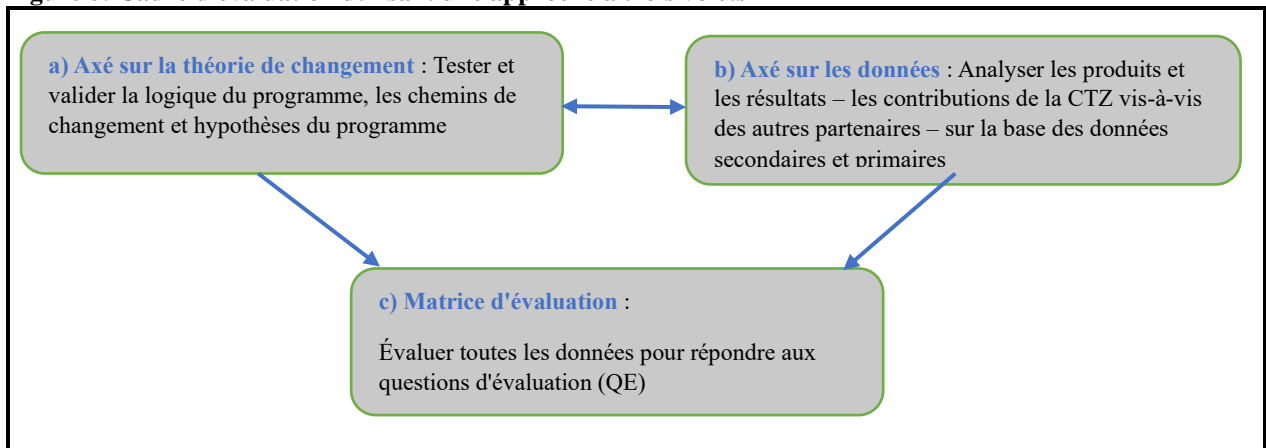 a) Axé sur la théorie de changement : Tester et
valider la logique du programme, les chemins de
changement et hypothèses du programme
b) Axé sur les données : Analyser les produits et
les résultats – les contributions de la CTZ vis-à-vis
des autres partenaires – sur la base des données
secondaires et primaires
c) Matrice d'évaluation :
Évaluer toutes les données pour répondre aux
questions d'évaluation (QE)